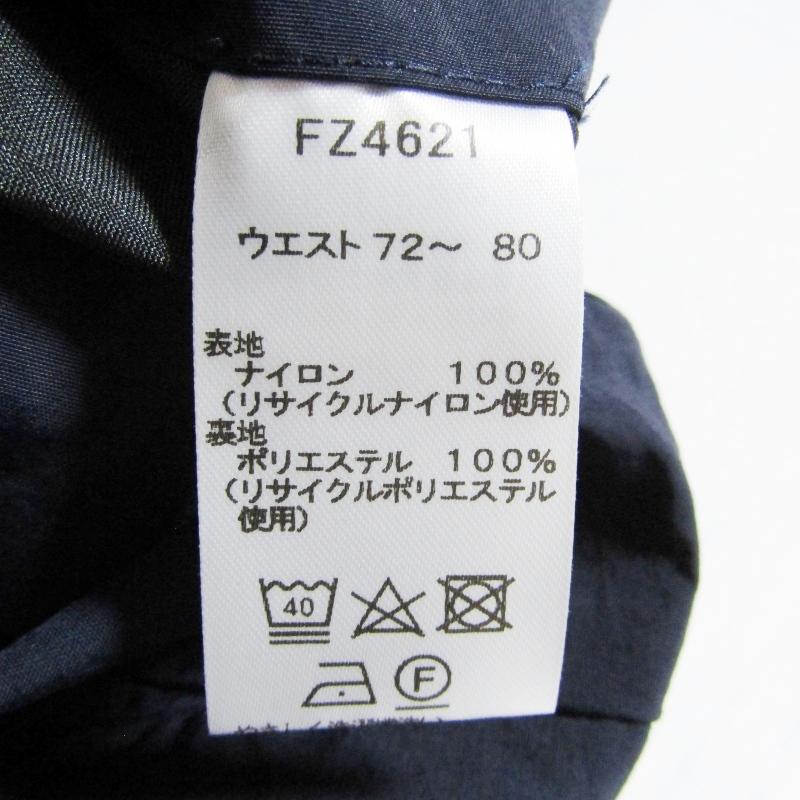 FZ4621
ウエスト 72～ 80
表地
ナイロン 100%
（リサイクルナイロン使用）
裏地
ポリエステル 100%
（リサイクルポリエステル
使用）
40
F